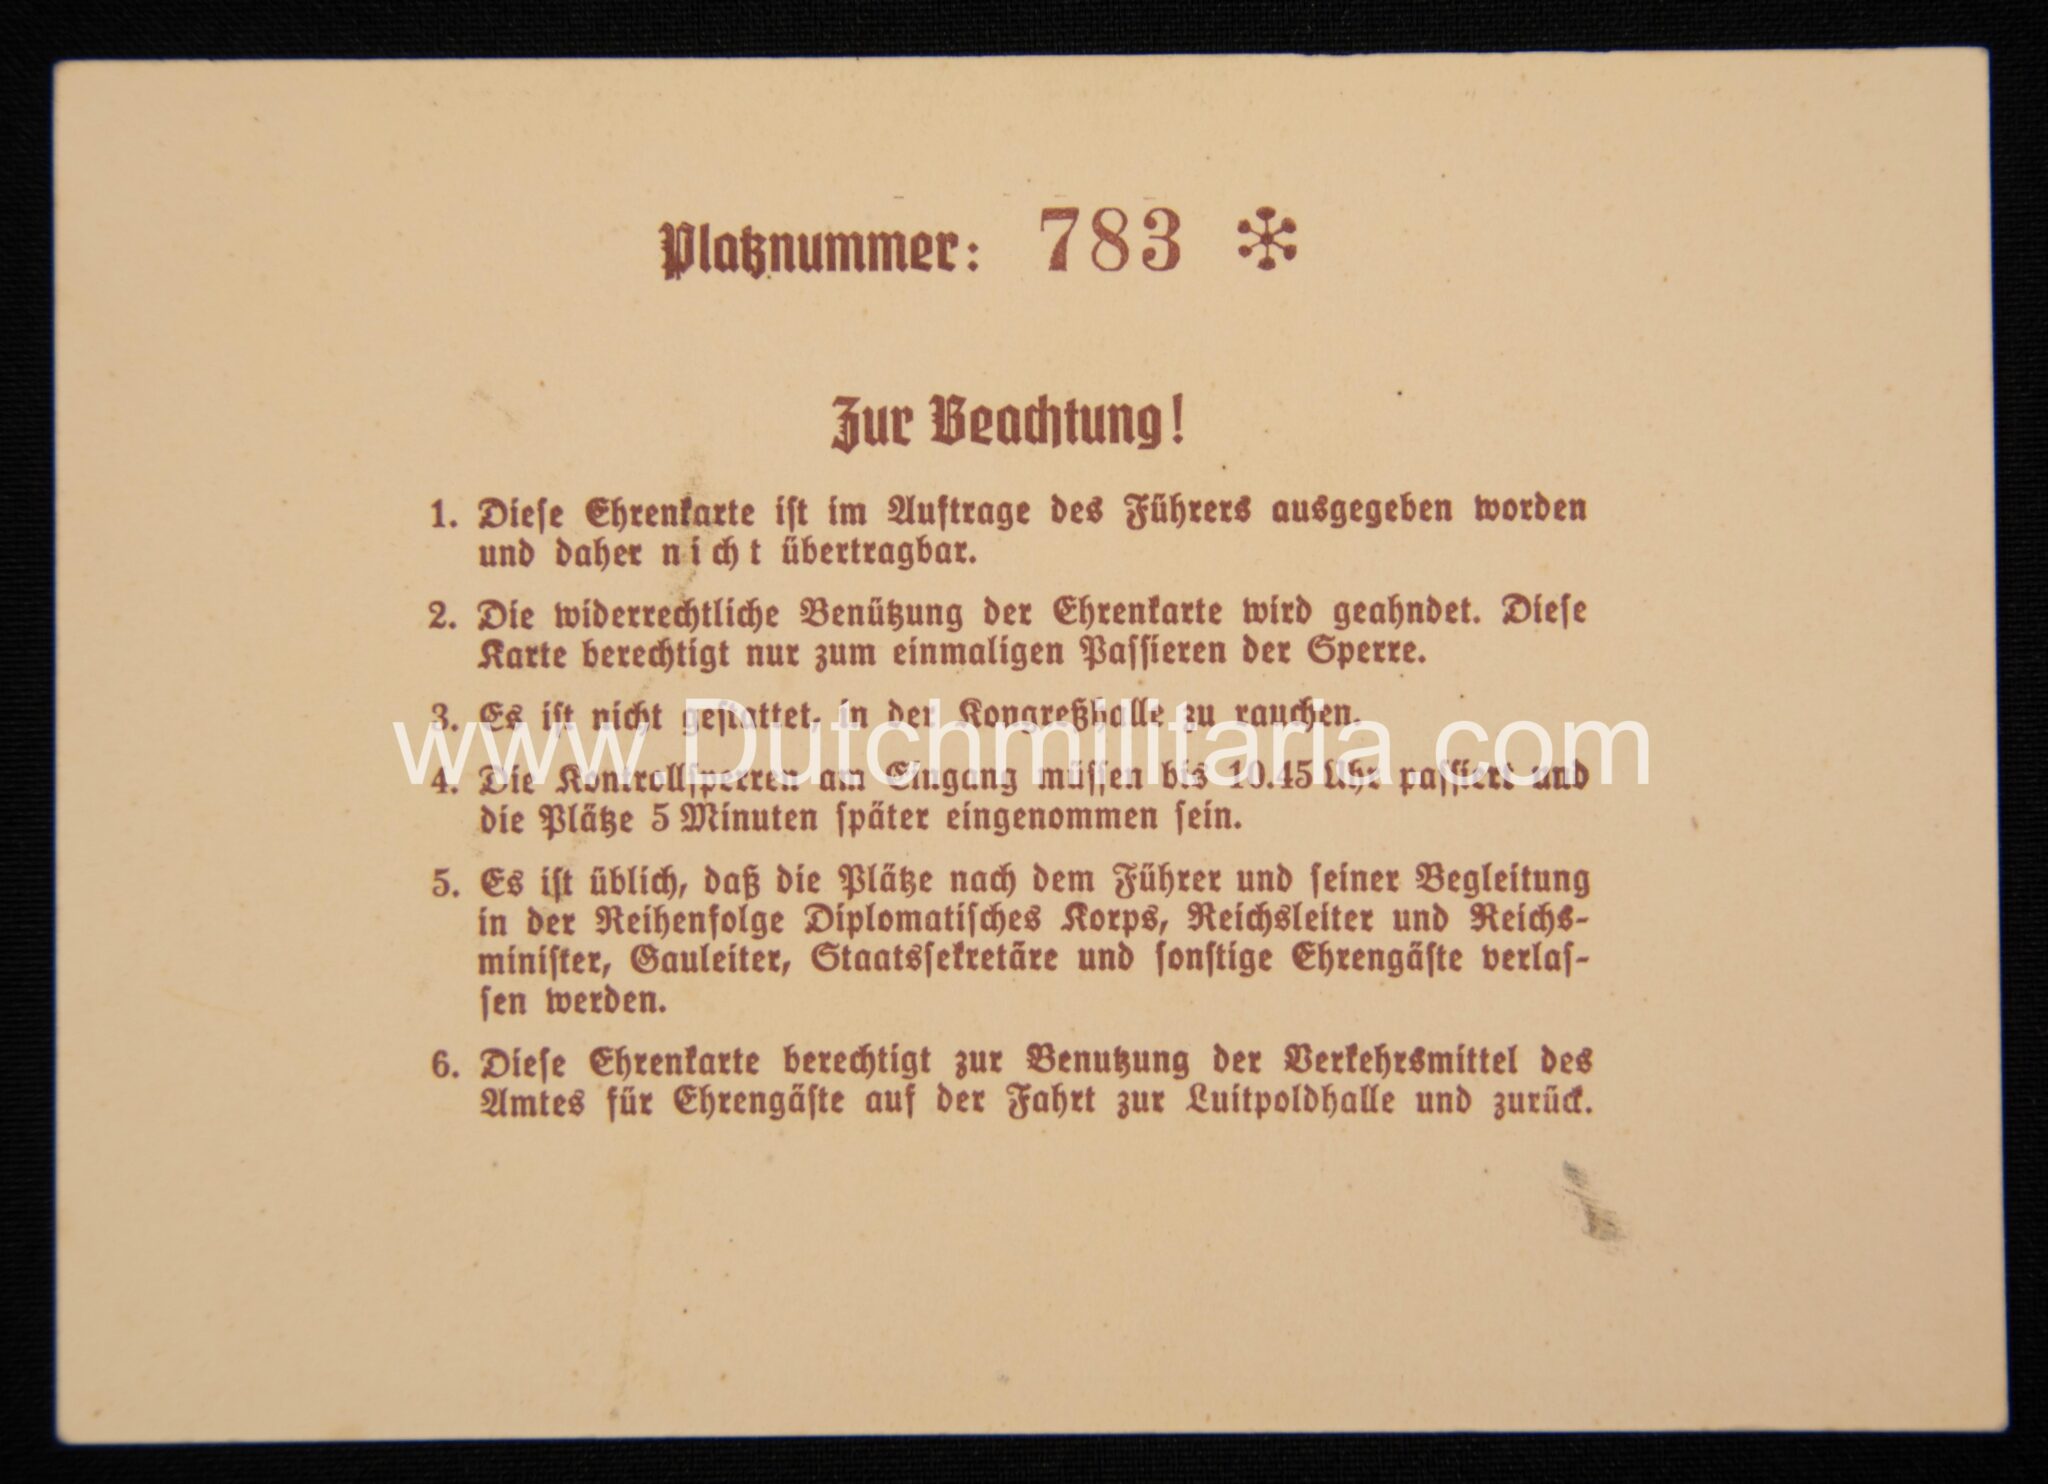 Platznummer: 783
Zur Beachtung!
1. Diese Ehrenkarte ist im Auftrage des Führers ausgegeben worden
und daher nicht übertragbar.
2. Die widerrechtliche Benützung der Ehrenkarte wird geahndet. Diese
Karte berechtigt nur zum einmaligen Passieren der Sperre.
3. Es ist nicht gestattet, in der Kongreßhalle zu rauchen.
www.Dutchmilitaria.com
4. Die Kontrollsperren am Eingang müssen bis 10.45 Uhr passiert und
die Plätze 5 Minuten später eingenommen sein.
5. Es ist üblich, daß die Plätze nach dem Führer und seiner Begleitung
in der Reihenfolge Diplomatisches Korps, Reichsleiter und Reichs-
minister, Gauleiter, Staatssekretäre und sonstige Ehrengäste verlas-
sen werden.
6. Diese Ehrenkarte berechtigt zur Benutzung der Verkehrsmittel des
Amtes für Ehrengäste auf der Fahrt zur Luitpoldhalle und zurück.